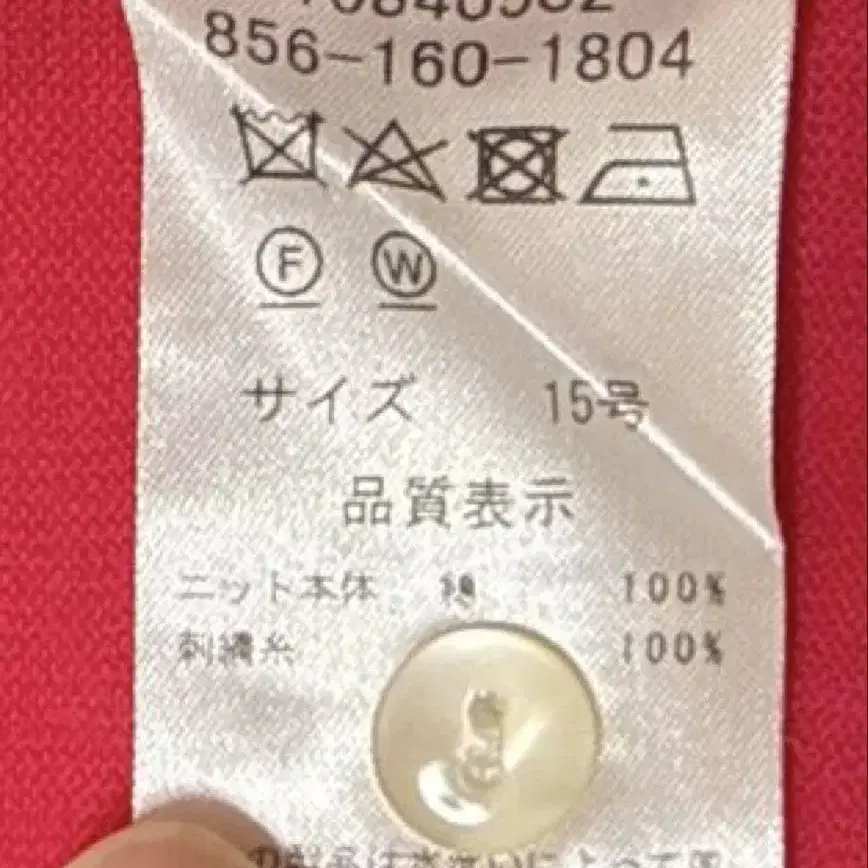 856-160-1804
F W
サイズ 15号
品質表示
ニット本体 100%
刺繍糸 100%